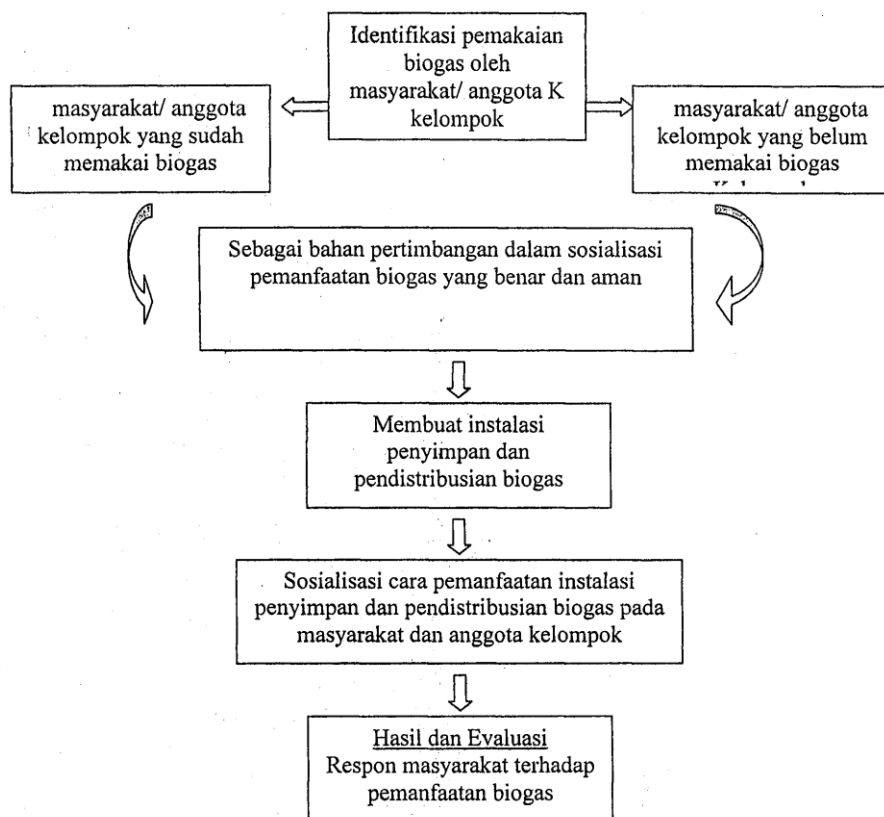 Identifikasi pemakaian
biogas oleh
masyarakat/ anggota K
kelompok
masyarakat/ anggota
kelompok yang sudah
memakai biogas
masyarakat/ anggota
kelompok yang belum
memakai biogas
Sebagai bahan pertimbangan dalam sosialisasi
pemanfaatan biogas yang benar dan aman
Membuat instalasi
penyimpan dan
pendistribusian biogas
Sosialisasi cara pemanfaatan instalasi
penyimpan dan pendistribusian biogas pada
masyarakat dan anggota kelompok
Hasil dan Evaluasi
Respon masyarakat terhadap
pemanfaatan biogas